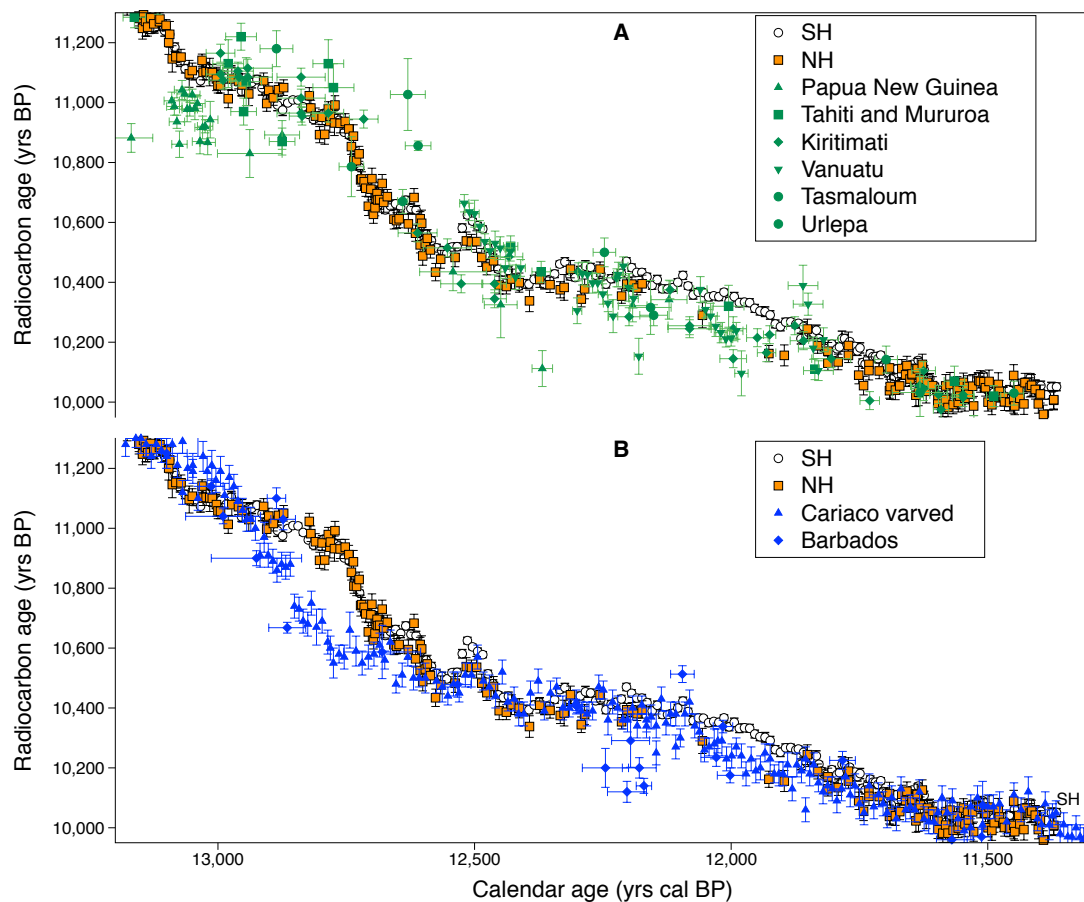 A
SH
NH
Papua New Guinea
Tahiti and Mururoa
Kiritimati
Vanuatu
Tasmaloum
Urlepa
11,200
11,000
10,800
10,600
10,400
10,200
10,000
Radiocarbon age (yrs BP)
B
SH
NH
Cariaco varved
Barbados
11,200
11,000
10,800
10,600
10,400
10,200
10,000
Radiocarbon age (yrs BP)
SH
13,000 12,500 12,000 11,500
Calendar age (yrs cal BP)